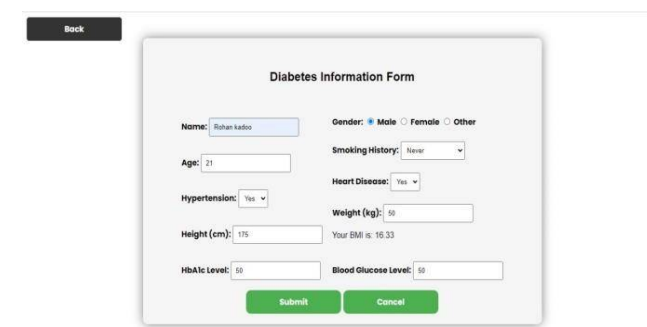 Back
Diabetes Information Form
Name: Rohan kadoo
Gender: Male Female Other
Age: 21
Smoking History: Never
Hypertension: Yes
Heart Disease: Yes
Weight (kg): 50
Height (cm): 175
Your BMI is: 16.33
HbA1c Level: 50
Blood Glucose Level: 50
Submit
Cancel